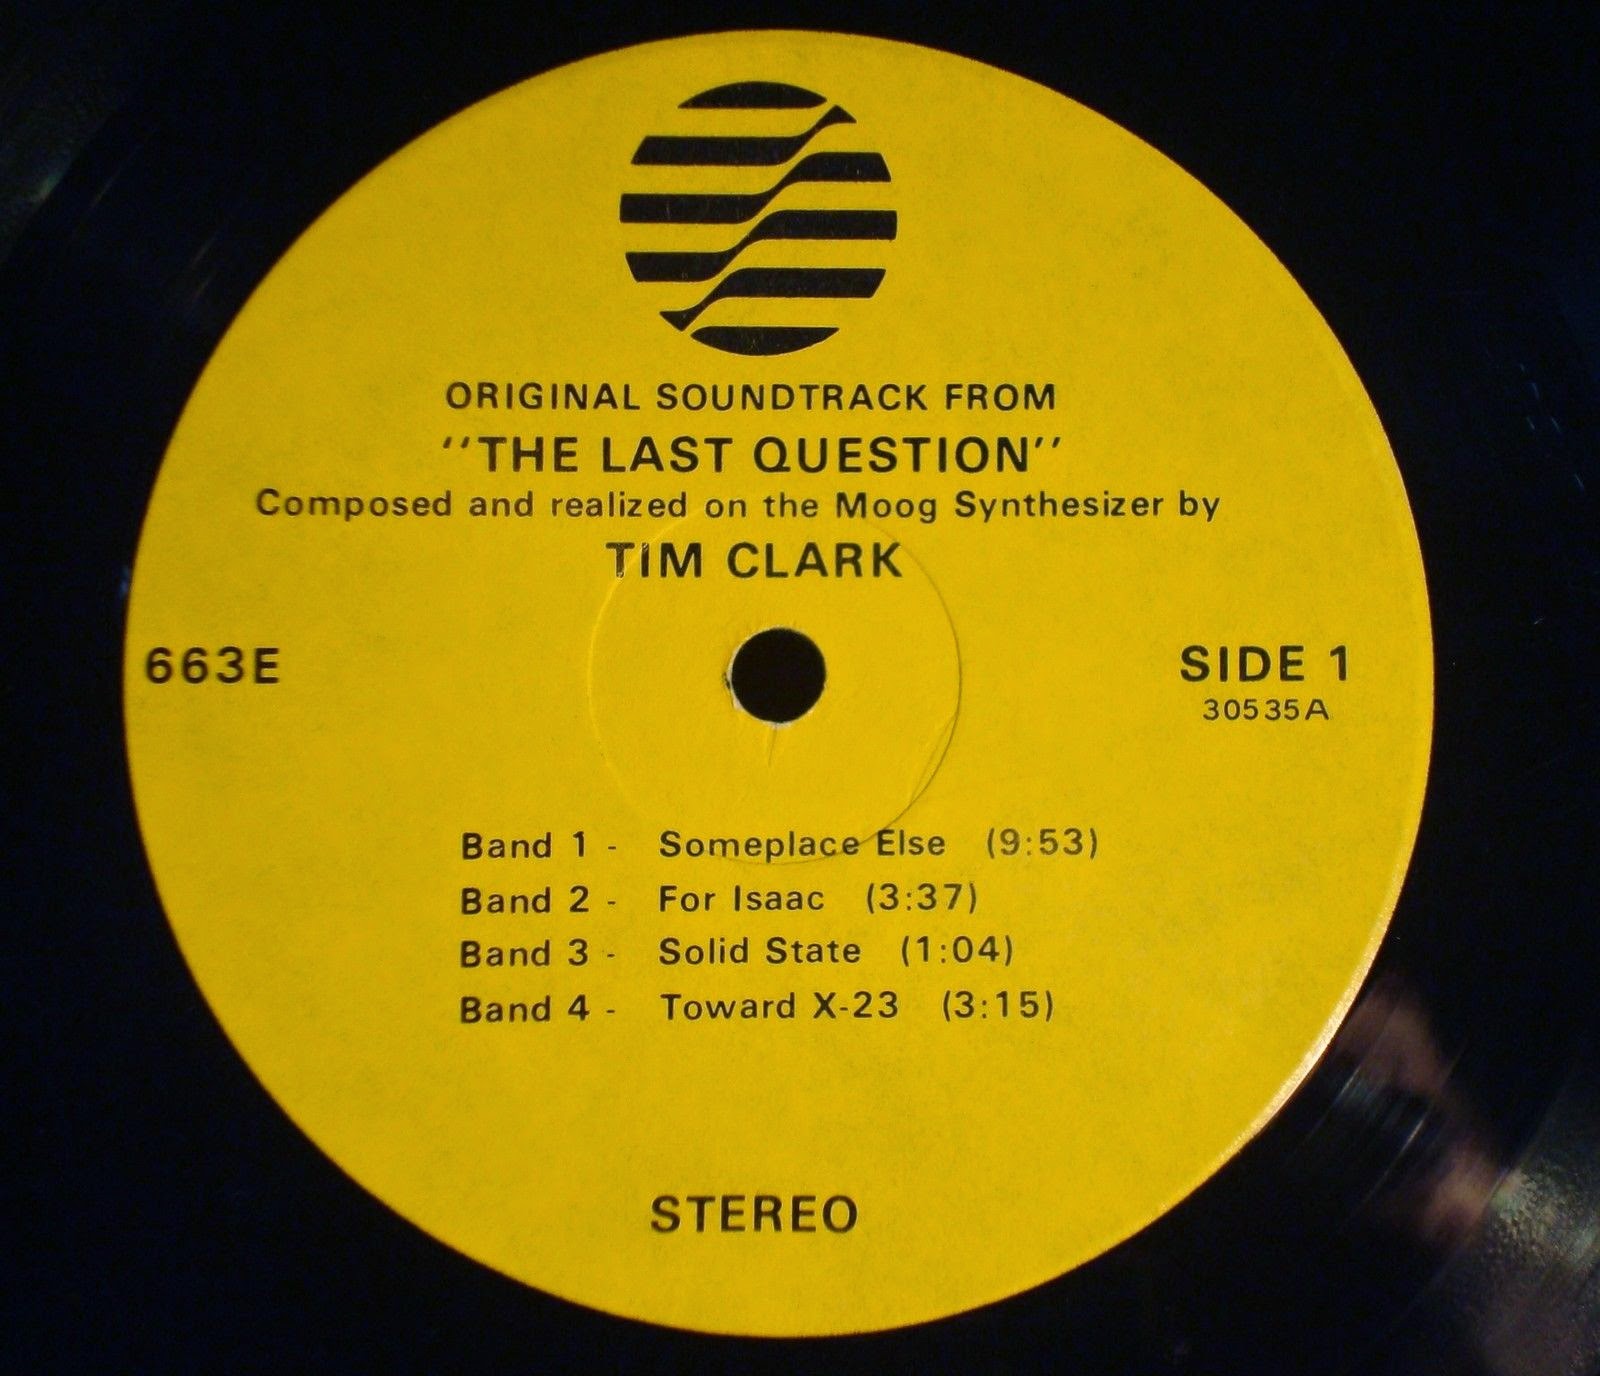 ORIGINAL SOUNDTRACK FROM
"THE LAST QUESTION"
Composed and realized on the Moog Synthesizer by
TIM CLARK
663E
SIDE 1
30535A
Band 1 - Someplace Else (9:53)
Band 2 - For Isaac (3:37)
Band 3 - Solid State (1:04)
Band 4 - Toward X-23 (3:15)
STEREO